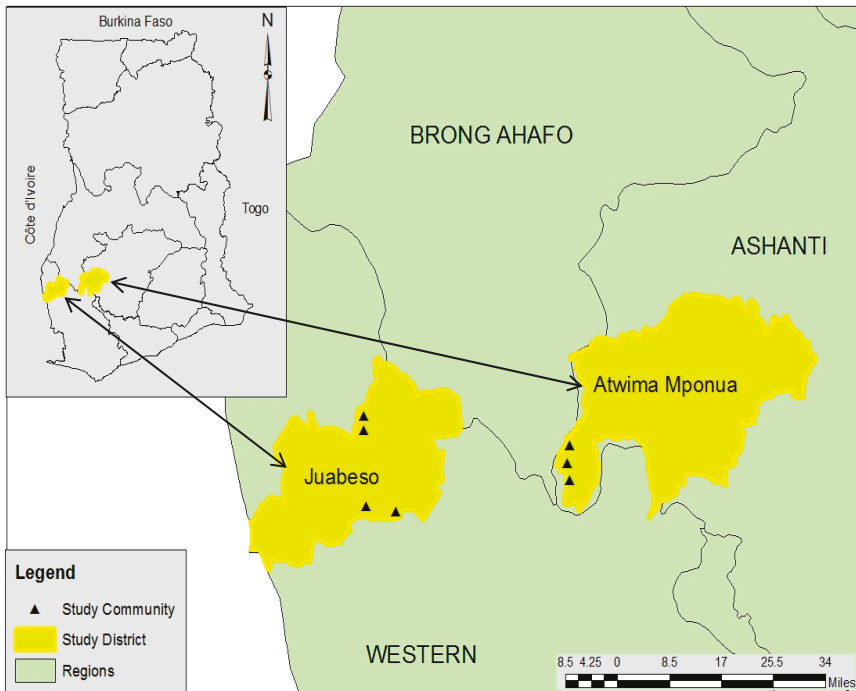 Burkina Faso
N
Côte d'Ivoire
Togo
BRONG AHAFO
ASHANTI
Atwima Mponua
Juabeso
WESTERN
Legend
Study Community
Study District
Regions
8.5 4.25 0 8.5 17 25.5 34
Miles